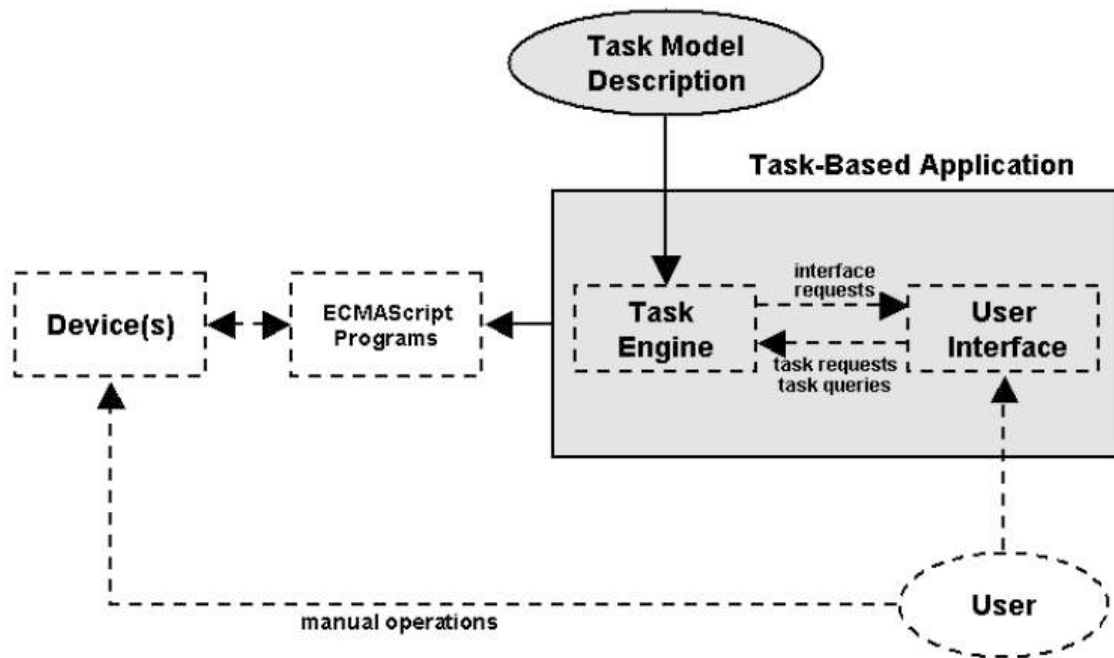 Task Model
Description
Task-Based Application
interface
requests
Device(s)
ECMAScript
Programs
Task
Engine
User
Interface
task requests
task queries
User
manual operations